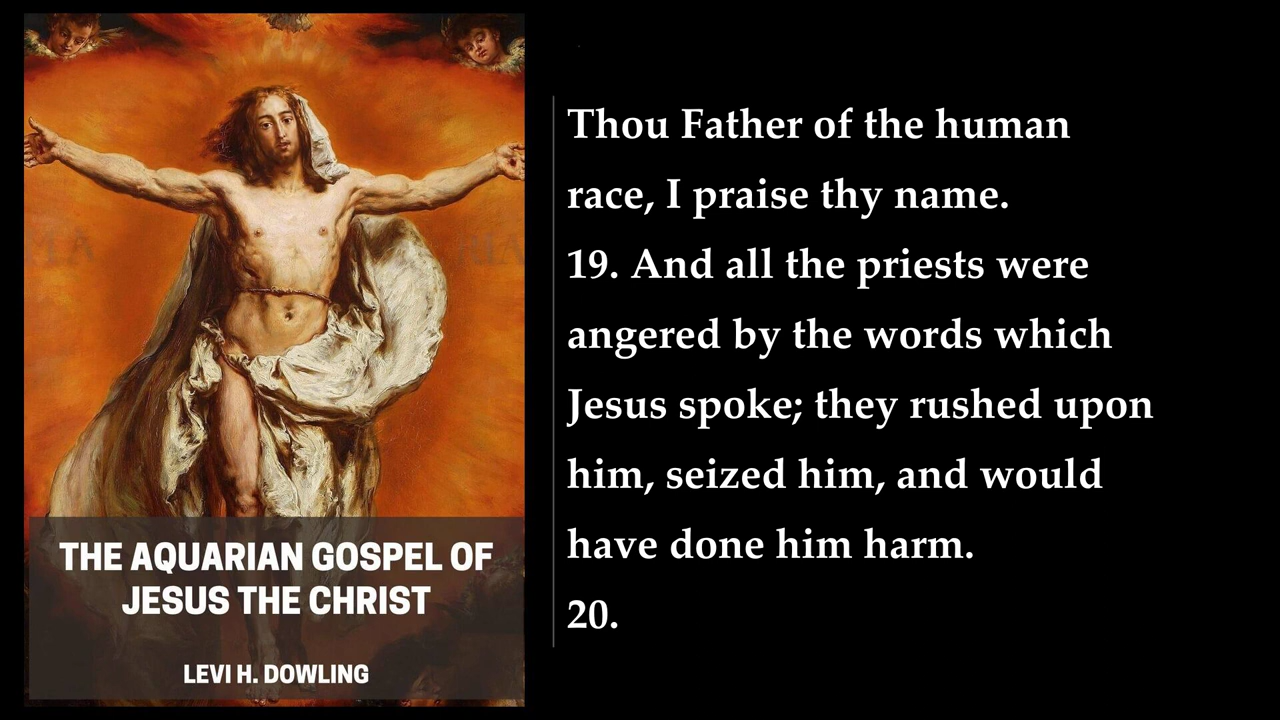 THE AQUARIAN GOSPEL OF
JESUS THE CHRIST
LEVI H. DOWLING
Thou Father of the human
race, I praise thy name.
19. And all the priests were
angered by the words which
Jesus spoke; they rushed upon
him, seized him, and would
have done him harm.
20.